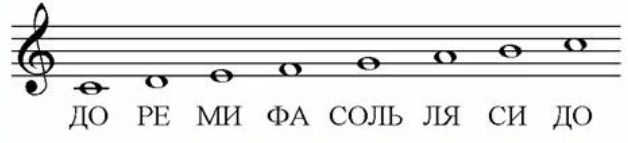 ДО РЕ МИ ФА СОЛЬ ЛЯ СИ ДО